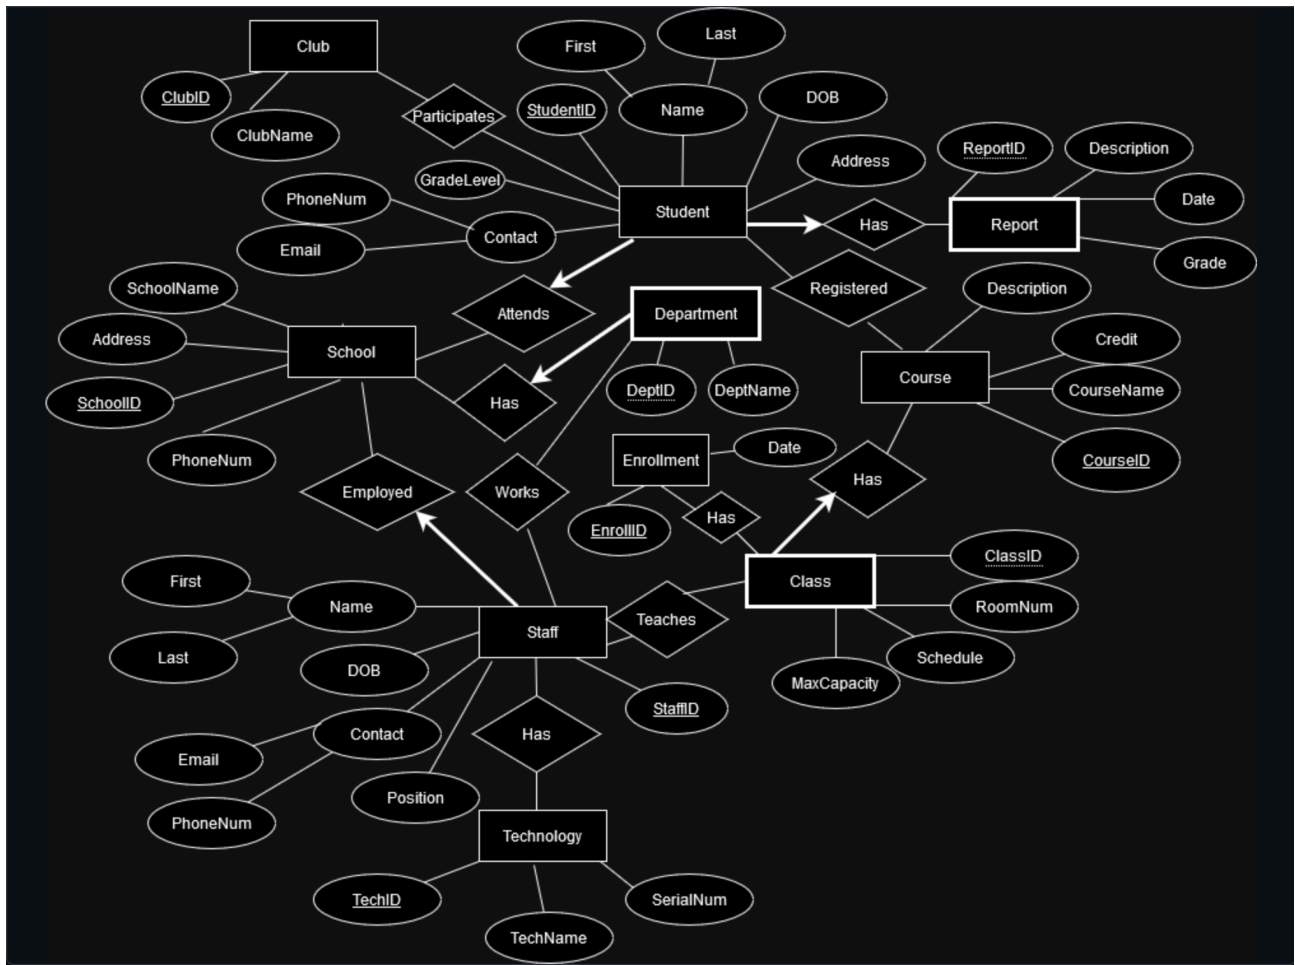 Last
Club
First
ClubID
StudentID
Name
DOB
Participates
ClubName
ReportID
Description
Address
GradeLevel
PhoneNum
Date
Student
Has
Report
Contact
Email
Grade
SchoolName
Registered
Description
Attends
Department
Address
Credit
School
Course
DeptID
DeptName
CourseName
SchoolID
Has
Date
PhoneNum
Enrollment
CourseID
Has
Employed
Works
Has
EnrollID
ClassID
First
Class
Name
RoomNum
Teaches
Staff
Last
Schedule
DOB
MaxCapacity
StaffID
Contact
Has
Email
Position
PhoneNum
Technology
TechID
SerialNum
TechName